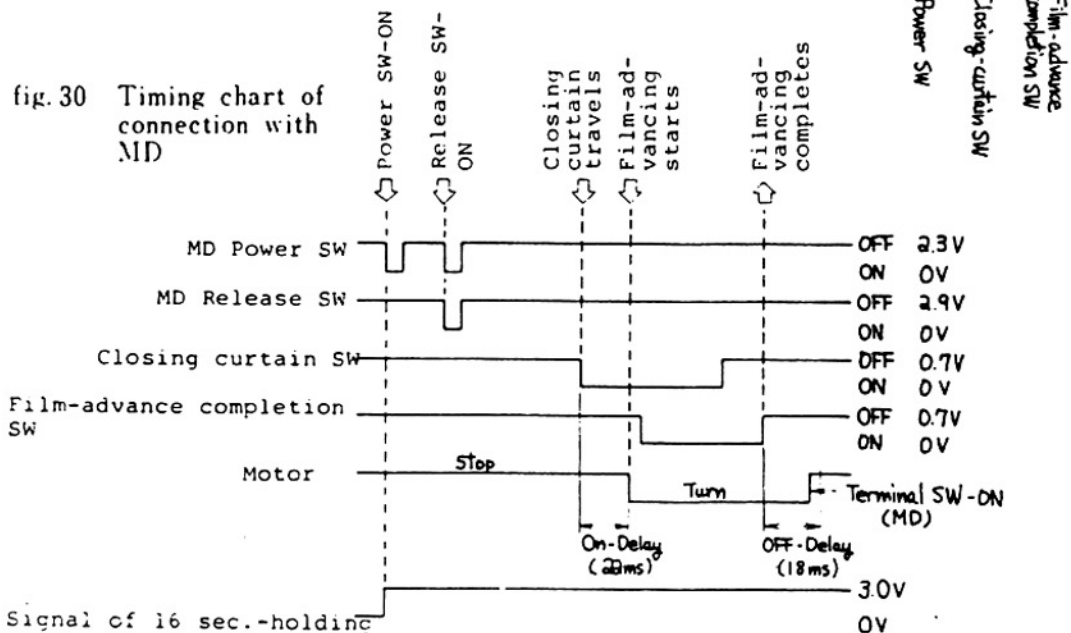 Film-advance
completion SW
Closing-curtain SW
Power SW
fig. 30 Timing chart of
connection with
MD
Power SW-ON
Release SW-
ON
Closing
curtain
travels
Film-ad-
vancing
starts
Film-ad-
vancing
completes
MD Power SW
OFF 2.3V
ON 0V
MD Release SW
OFF 2.9V
ON 0V
Closing curtain SW
OFF 0.7V
ON 0V
Film-advance completion
SW
OFF 0.7V
ON 0V
Motor
Stop
Turn
Terminal SW-ON
(MD)
On-Delay
(22ms)
OFF-Delay
(18ms)
3.0V
Signal of 16 sec.-holding
0V